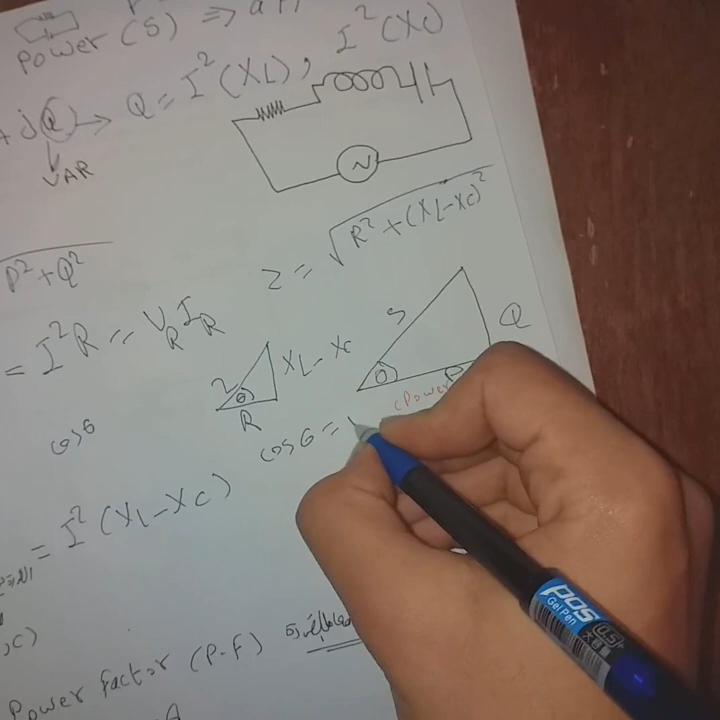 Power (S) ⇒
+ jQ → Q = I² (XL), I² (XC)
VAR
√P² + Q²
Z = √R² + (XL - XC)²
= I²R = VR IR
Z θ R XL - XC
S θ Q P
(Power
cos θ
cos θ =
= I² (XL - XC)
Power factor (P.F)
pos
Gel Pen
0.5